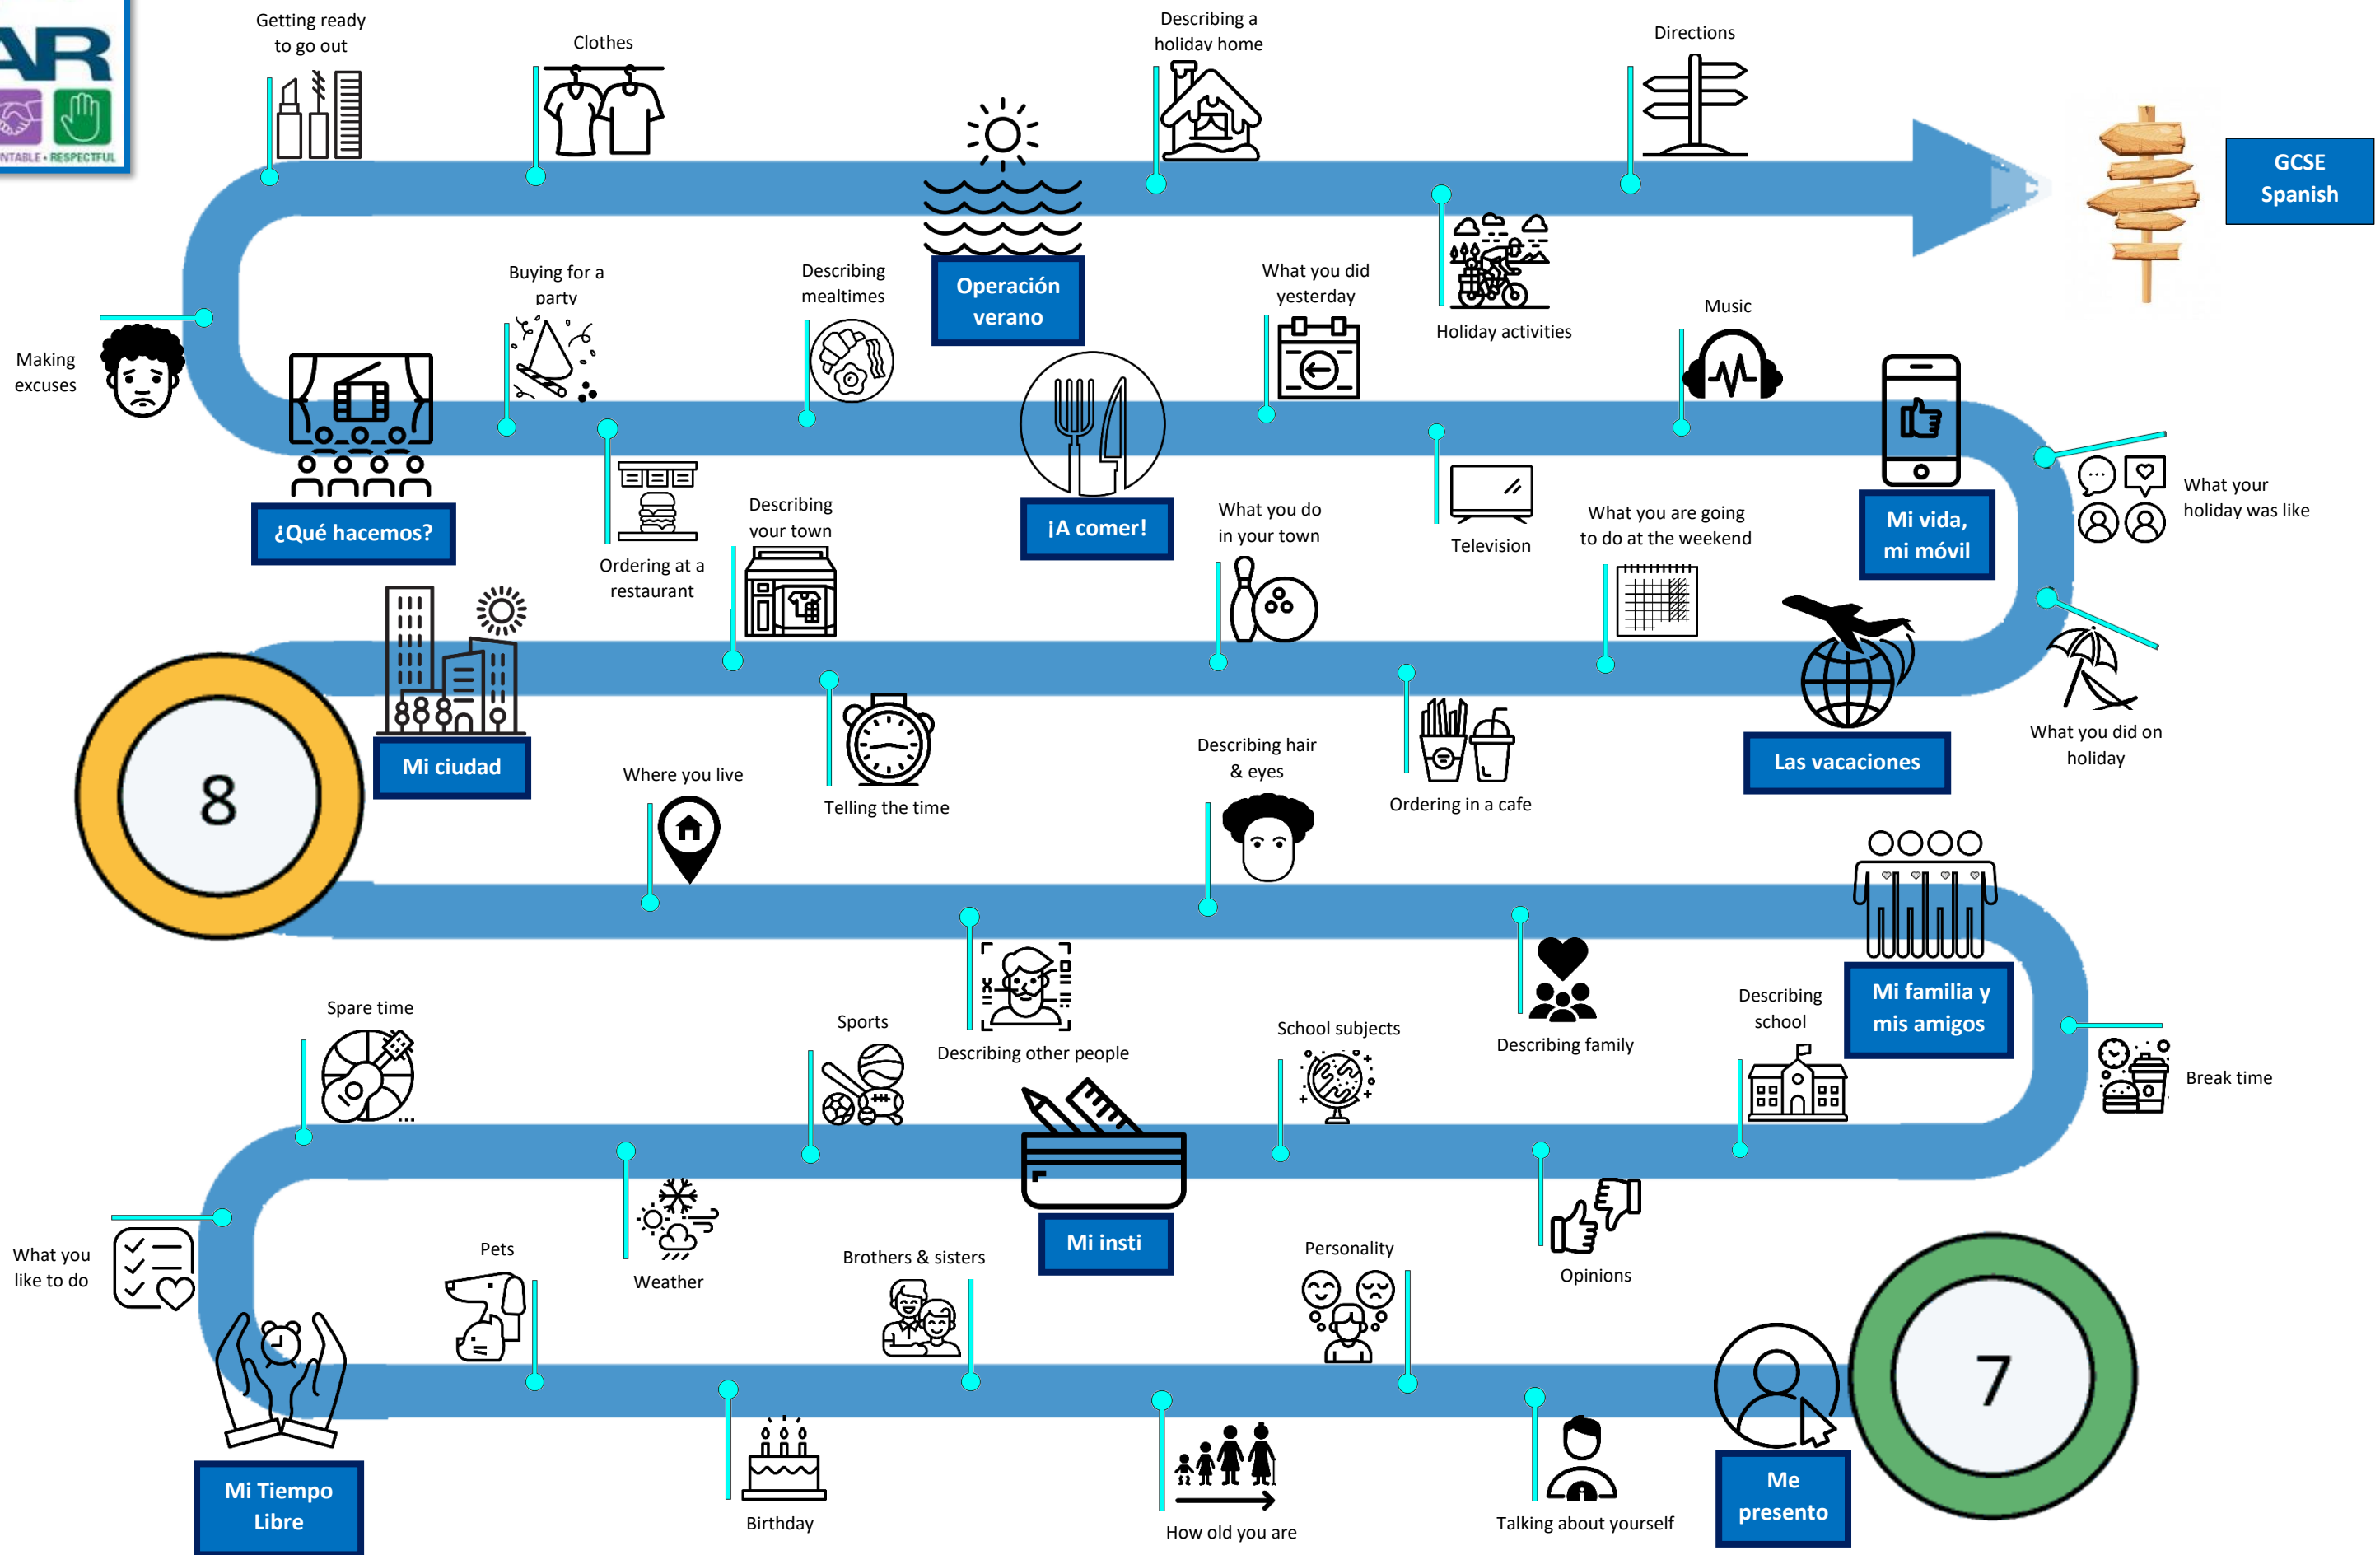 AR
NTABLE • RESPECTFUL
Getting ready
to go out
Clothes
Describing a
holiday home
Directions
GCSE
Spanish
Making
excuses
Buying for a
party
Describing
mealtimes
Operación
verano
What you did
yesterday
Holiday activities
Music
¿Qué hacemos?
Ordering at a
restaurant
¡A comer!
Television
Mi vida,
mi móvil
What your
holiday was like
Mi ciudad
Describing
your town
Telling the time
What you do
in your town
Ordering in a cafe
What you are going
to do at the weekend
Las vacaciones
What you did on
holiday
8
Where you live
Describing other people
Describing hair
& eyes
Describing family
Mi familia y
mis amigos
Break time
Spare time
Weather
Sports
Mi insti
School subjects
Opinions
Describing
school
What you
like to do
Mi Tiempo
Libre
Pets
Birthday
Brothers & sisters
How old you are
Personality
Talking about yourself
Me
presento
7